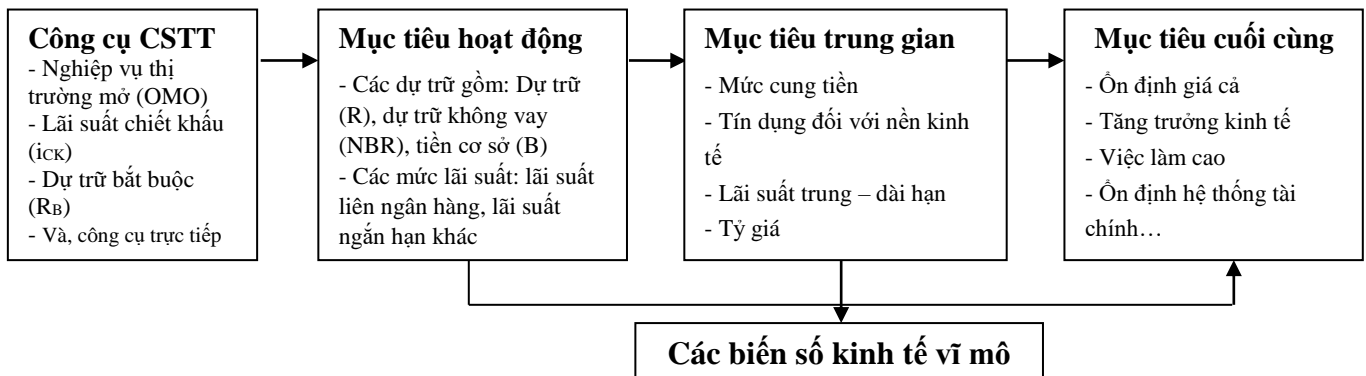 Công cụ CSTT
- Nghiệp vụ thị
trường mở (OMO)
- Lãi suất chiết khấu
(iCK)
- Dự trữ bắt buộc
(RB)
- Và, công cụ trực tiếp
Mục tiêu hoạt động
- Các dự trữ gồm: Dự trữ
(R), dự trữ không vay
(NBR), tiền cơ sở (B)
- Các mức lãi suất: lãi suất
liên ngân hàng, lãi suất
ngắn hạn khác
Mục tiêu trung gian
- Mức cung tiền
- Tín dụng đối với nền kinh
tế
- Lãi suất trung – dài hạn
- Tỷ giá
Mục tiêu cuối cùng
- Ổn định giá cả
- Tăng trưởng kinh tế
- Việc làm cao
- Ổn định hệ thống tài
chính…
Các biến số kinh tế vĩ mô